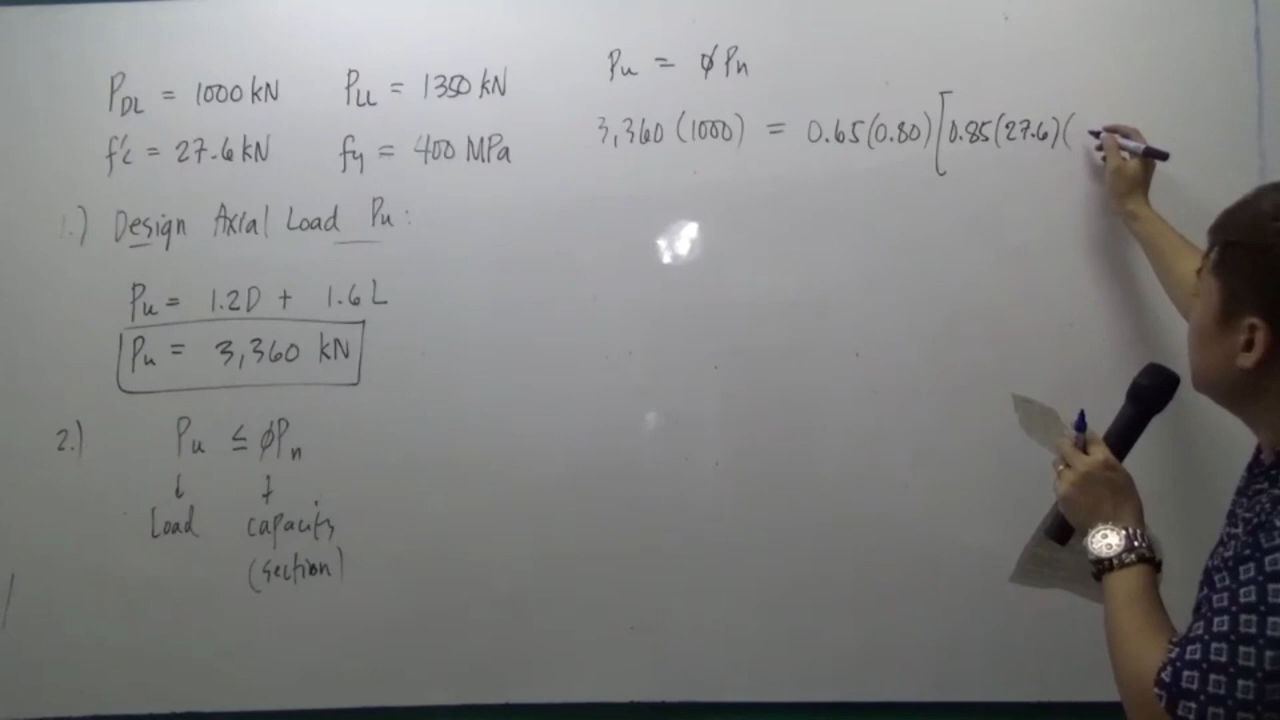 P_DL = 1000 kN P_LL = 1350 kN
f'c = 27.6 kN fy = 400 MPa
1.) Design Axial Load Pu:
Pu = 1.2D + 1.6L
Pu = 3,360 kN
2.) Pu ≤ ϕPn
↓ ↓
Load capacity
(section)
Pu = ϕPn
3,360 (1000) = 0.65(0.80)[0.85(27.6)(